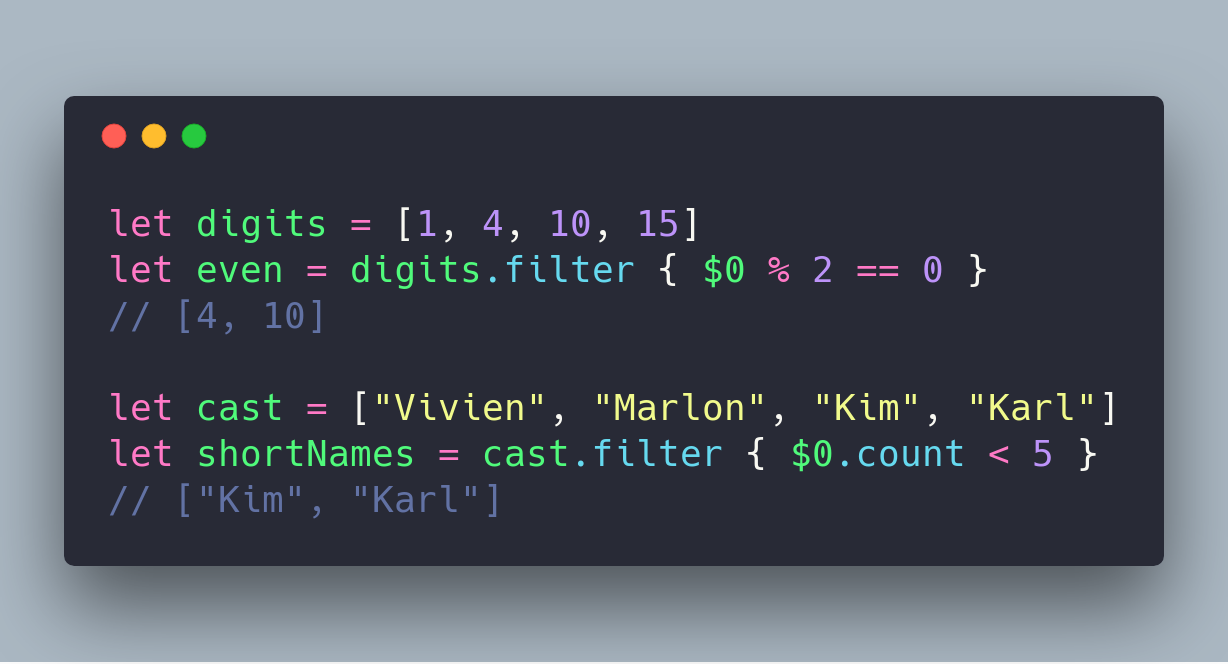 let digits = [1, 4, 10, 15]
let even = digits.filter { $0 % 2 == 0 }
// [4, 10]
let cast = ["Vivien", "Marlon", "Kim", "Karl"]
let shortNames = cast.filter { $0.count < 5 }
// ["Kim", "Karl"]